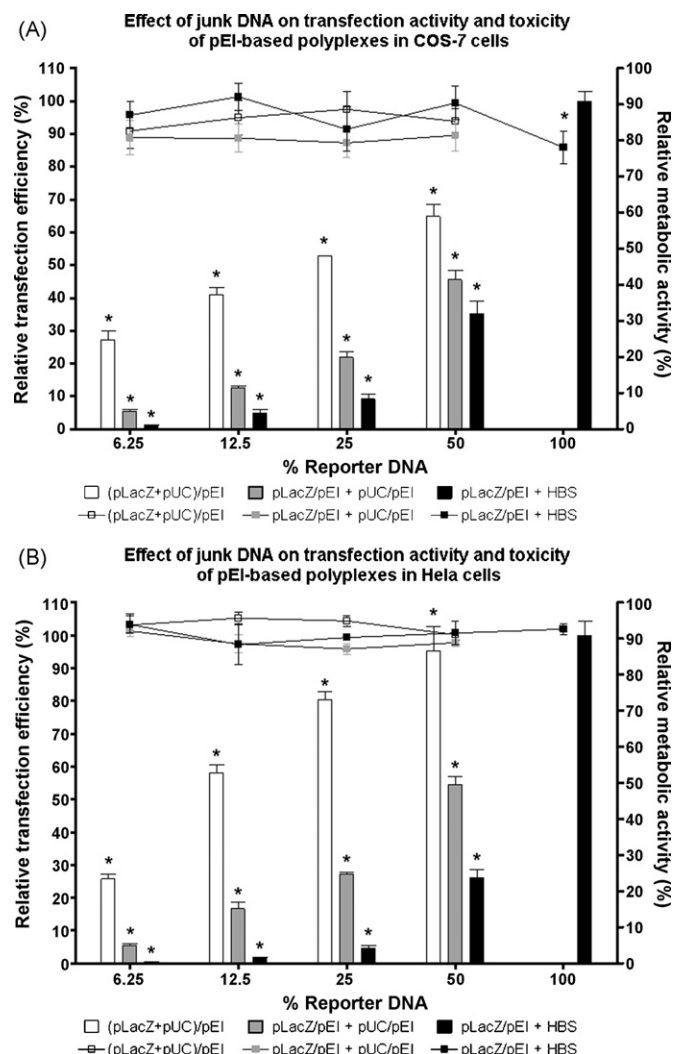 (A)
Effect of junk DNA on transfection activity and toxicity
of pEI-based polyplexes in COS-7 cells
Relative transfection efficiency (%)
110
100
90
80
70
60
50
40
30
20
10
0
* * *
* * *
* * *
* * *
*
100
90
80
70
60
50
40
30
20
10
0
Relative metabolic activity (%)
6.25 12.5 25 50 100
% Reporter DNA
(pLacZ+pUC)/pEI pLacZ/pEI + pUC/pEI pLacZ/pEI + HBS
(pLacZ+pUC)/pEI pLacZ/pEI + pUC/pEI pLacZ/pEI + HBS
(B)
Effect of junk DNA on transfection activity and toxicity
of pEI-based polyplexes in Hela cells
Relative transfection efficiency (%)
110
100
90
80
70
60
50
40
30
20
10
0
* * *
* * *
* * *
* * *
100
90
80
70
60
50
40
30
20
10
0
Relative metabolic activity (%)
6.25 12.5 25 50 100
% Reporter DNA
(pLacZ+pUC)/pEI pLacZ/pEI + pUC/pEI pLacZ/pEI + HBS
(pLacZ+pUC)/pEI pLacZ/pEI + pUC/pEI pLacZ/pEI + HBS